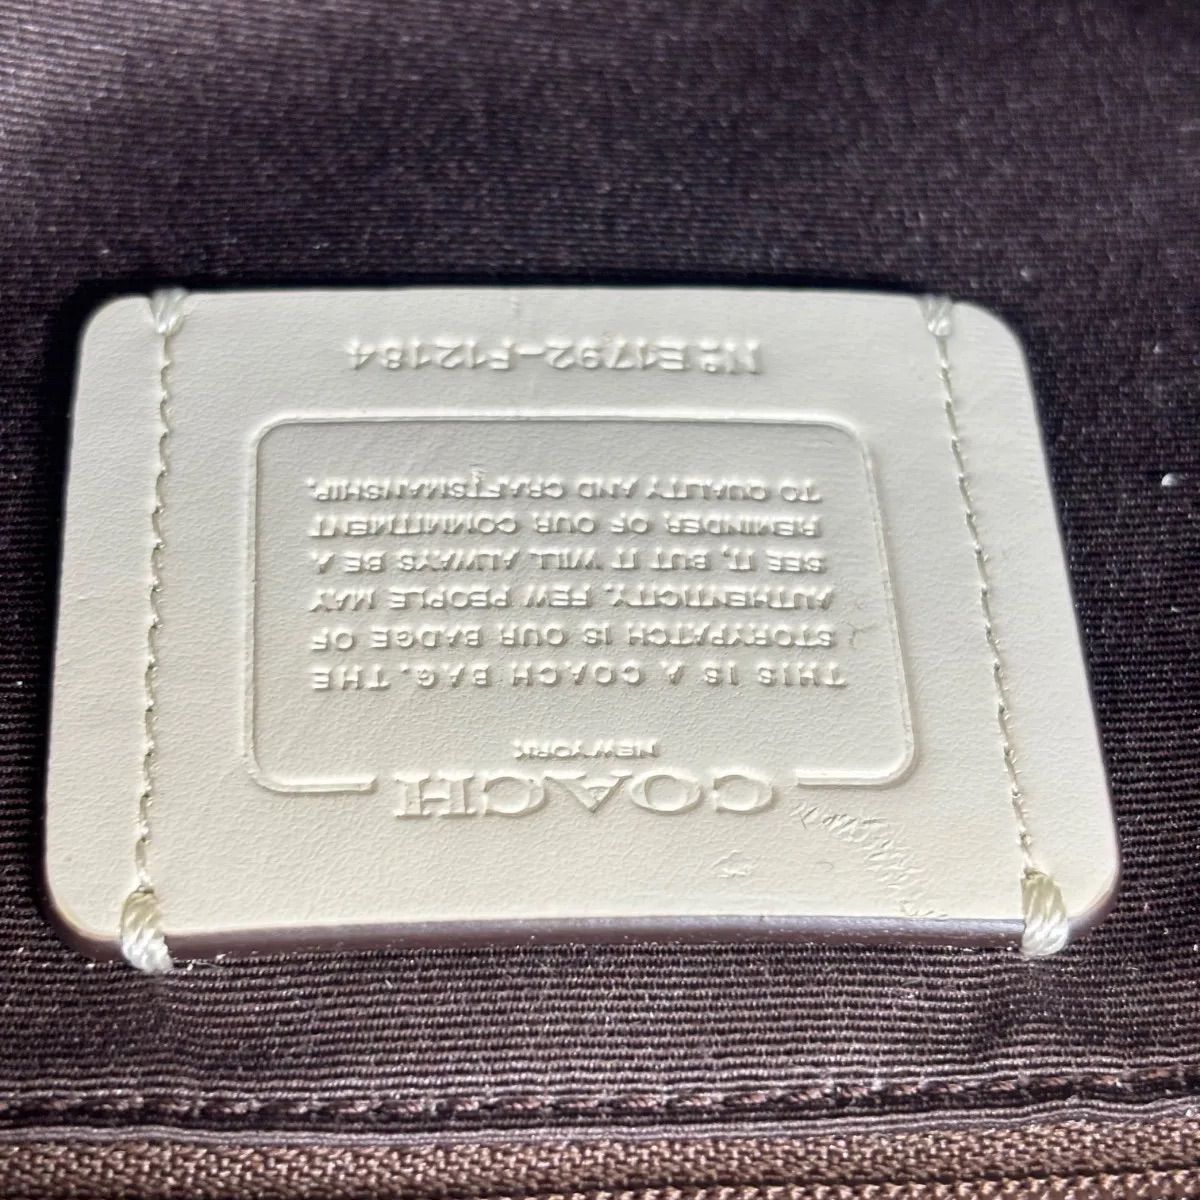 COACH
NEW YORK
THIS IS A COACH BAG. THE
STORYPATCH IS OUR BADGE OF
AUTHENTICITY. FEW PEOPLE MAY
SEE IT, BUT IT WILL ALWAYS BE A
REMINDER OF OUR COMMITMENT
TO QUALITY AND CRAFTSMANSHIP.
Nº E1792-F12184